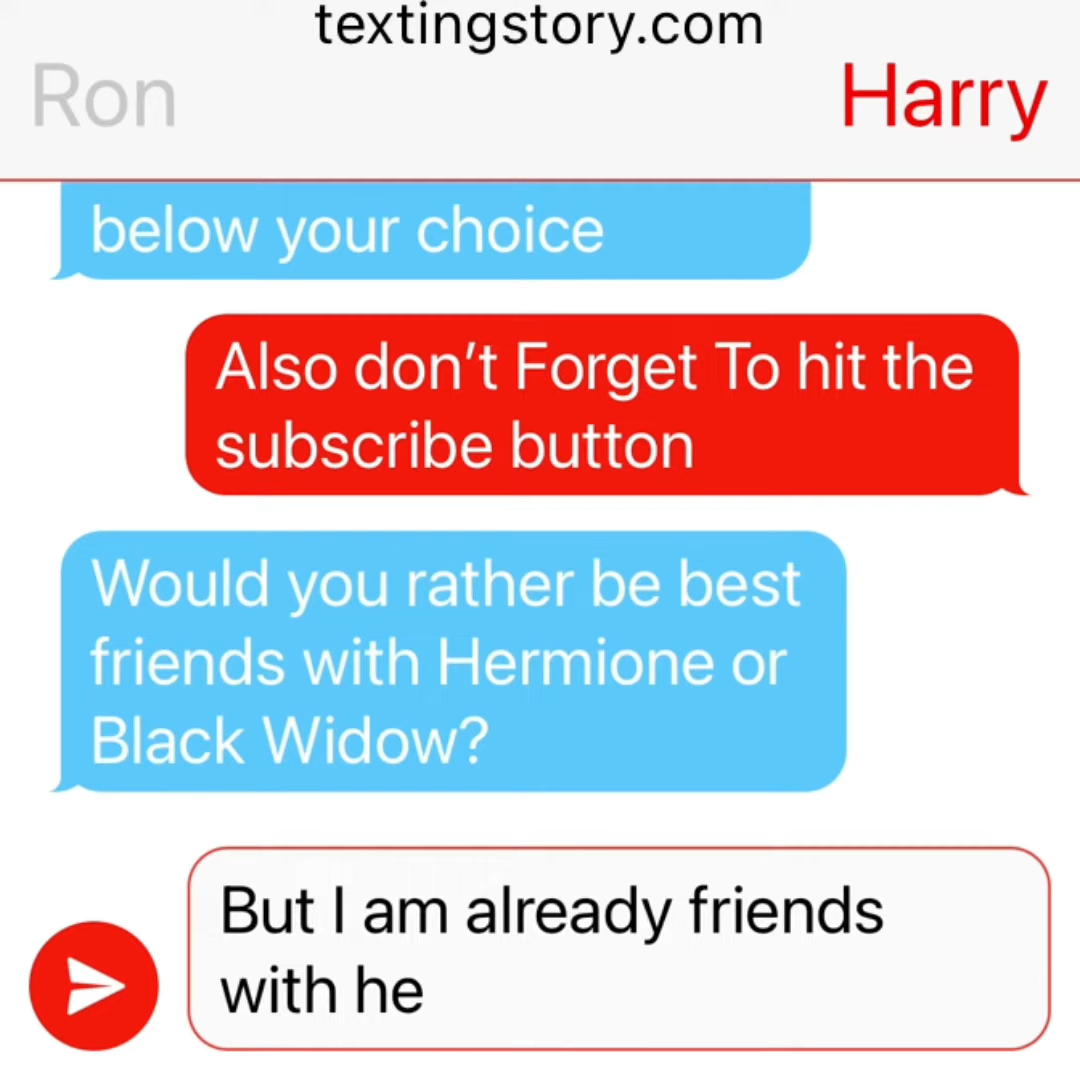 textingstory.com
Ron
Harry
below your choice
Also don’t Forget To hit the
subscribe button
Would you rather be best
friends with Hermione or
Black Widow?
But I am already friends
with he